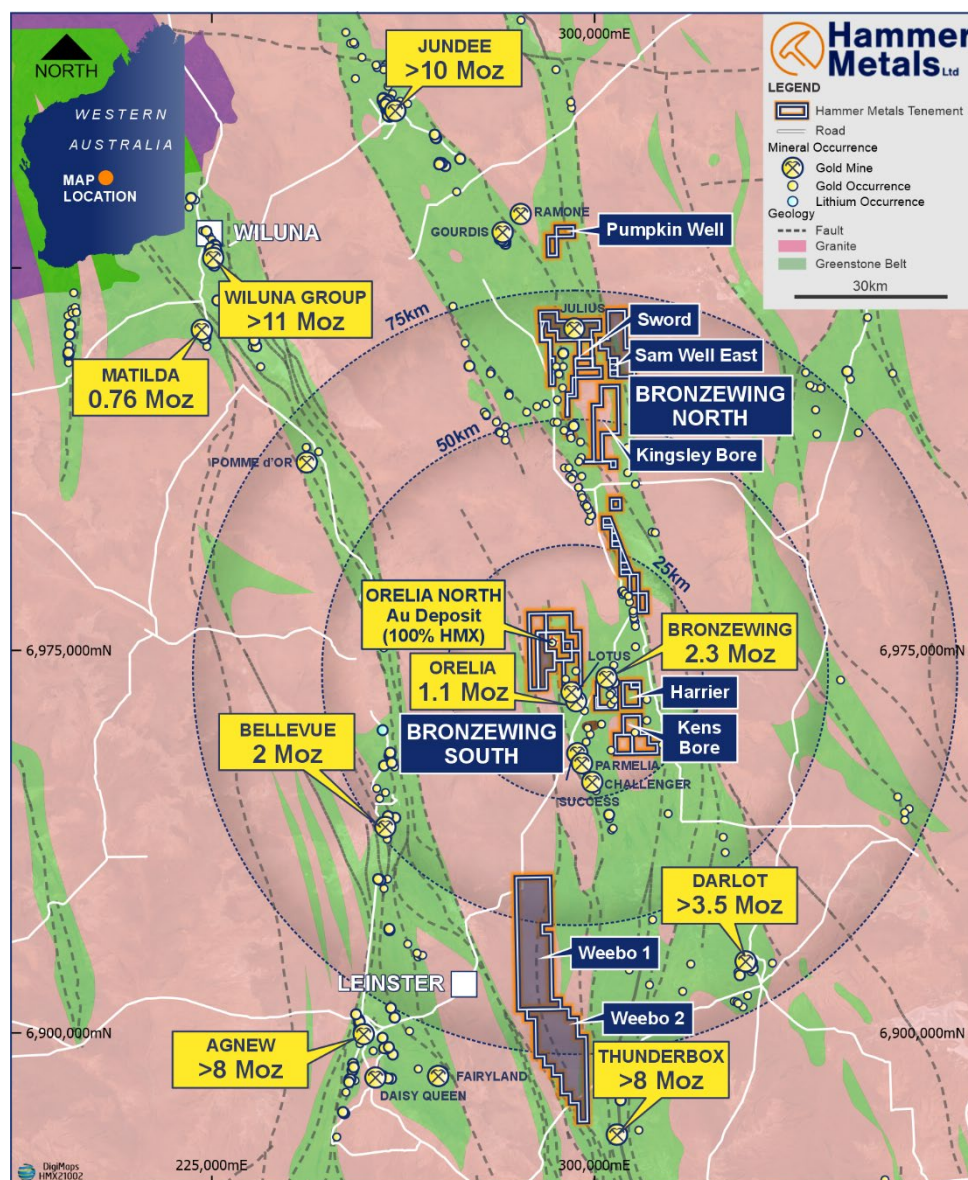 NORTH
WESTERN
AUSTRALIA
MAP
LOCATION
300,000mE
Hammer
Metals Ltd
LEGEND
Hammer Metals Tenement
Road
Mineral Occurrence
Gold Mine
Gold Occurrence
Lithium Occurrence
Geology
Fault
Granite
Greenstone Belt
30km
JUNDEE
>10 Moz
RAMONE
GOURDIS
Pumpkin Well
WILUNA
WILUNA GROUP
>11 Moz
MATILDA
0.76 Moz
75km
JULIUS
Sword
Sam Well East
BRONZEWING
NORTH
Kingsley Bore
50km
POMME d'OR
25km
ORELIA NORTH
Au Deposit
(100% HMX)
BRONZEWING
2.3 Moz
6,975,000mN
6,975,000mN
LOTUS
ORELIA
1.1 Moz
Harrier
BELLEVUE
2 Moz
BRONZEWING
SOUTH
Kens
Bore
PARMELIA
CHALLENGER
SUCCESS
DARLOT
>3.5 Moz
Weebo 1
LEINSTER
Weebo 2
6,900,000mN
6,900,000mN
AGNEW
>8 Moz
THUNDERBOX
>8 Moz
FAIRYLAND
DAISY QUEEN
DigiMaps
HMX21002
225,000mE
300,000mE